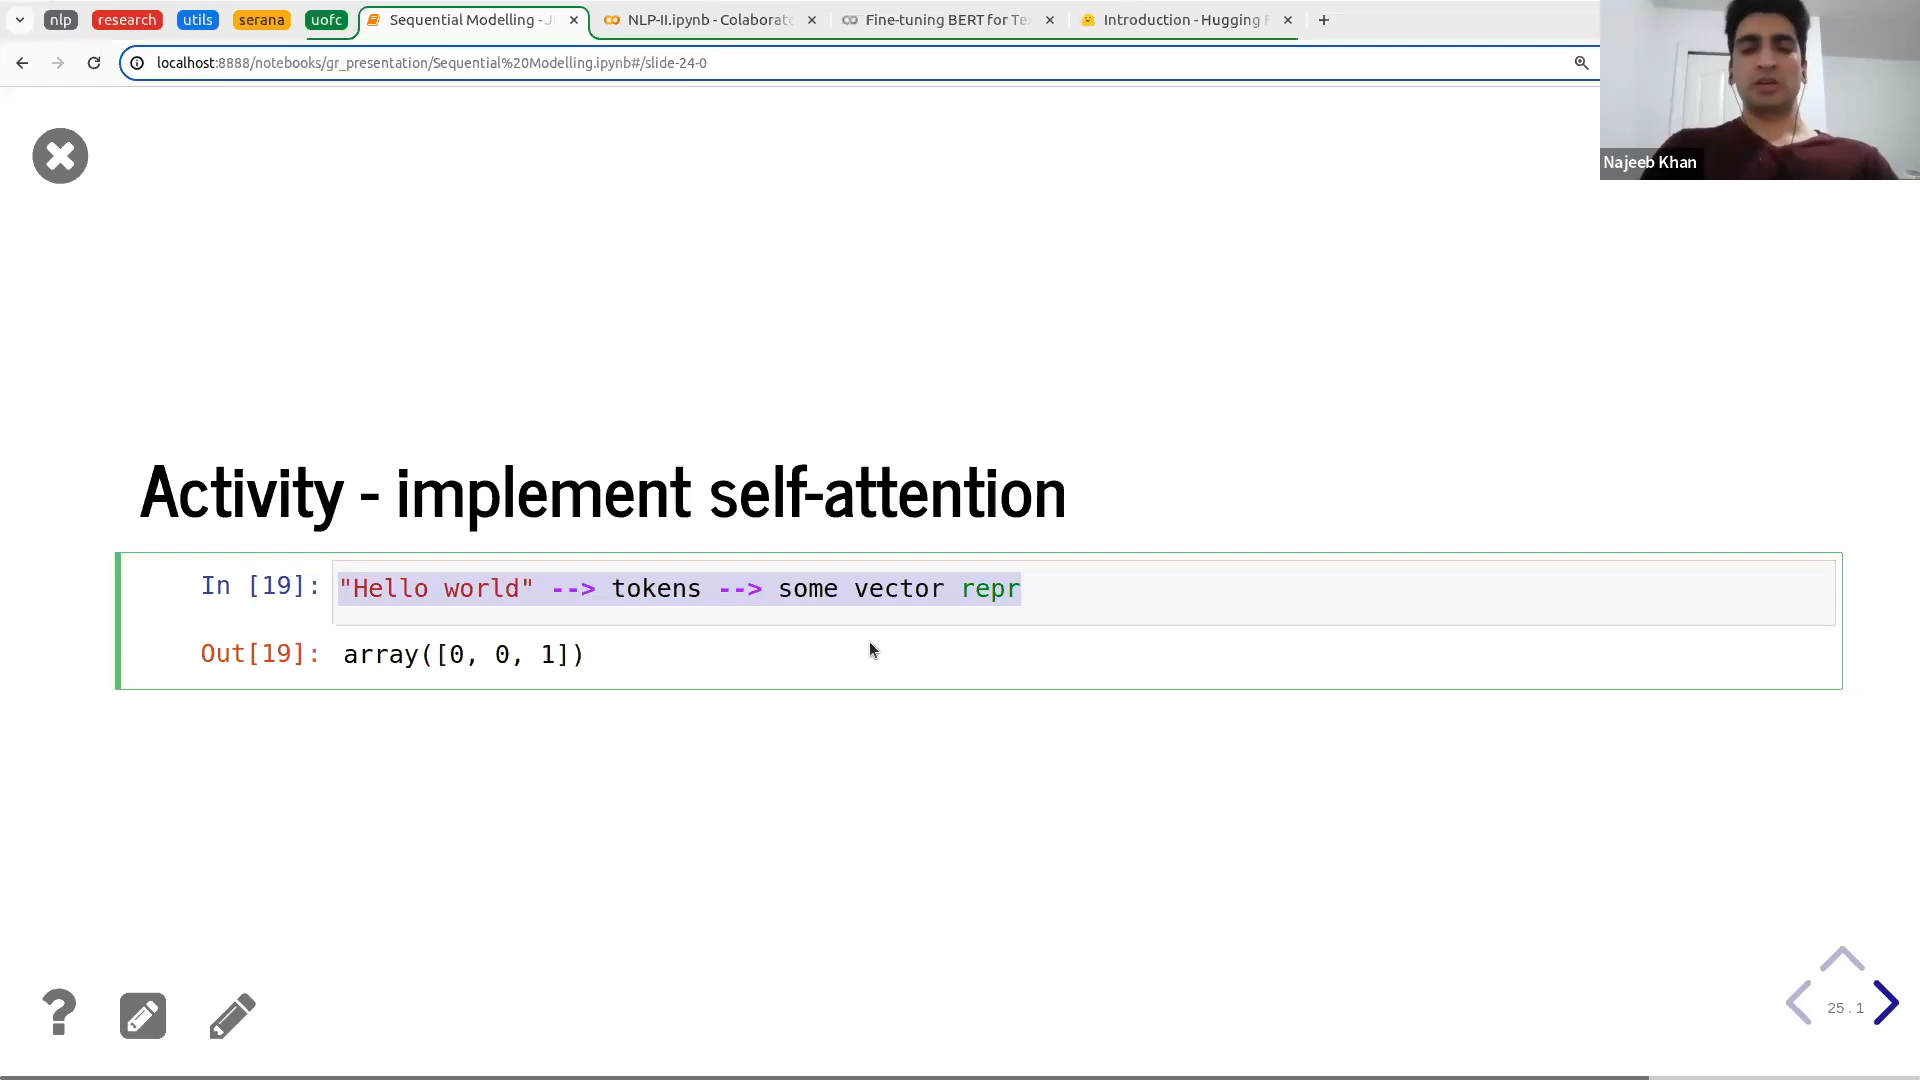 nlp
research
utils
serana
uofc
Sequential Modelling - J
NLP-II.ipynb - Colaborato
Fine-tuning BERT for Te
Introduction - Hugging F
localhost:8888/notebooks/gr_presentation/Sequential%20Modelling.ipynb#/slide-24-0
Najeeb Khan
Activity - implement self-attention
In [19]: "Hello world" --> tokens --> some vector repr
Out[19]: array([0, 0, 1])
25.1